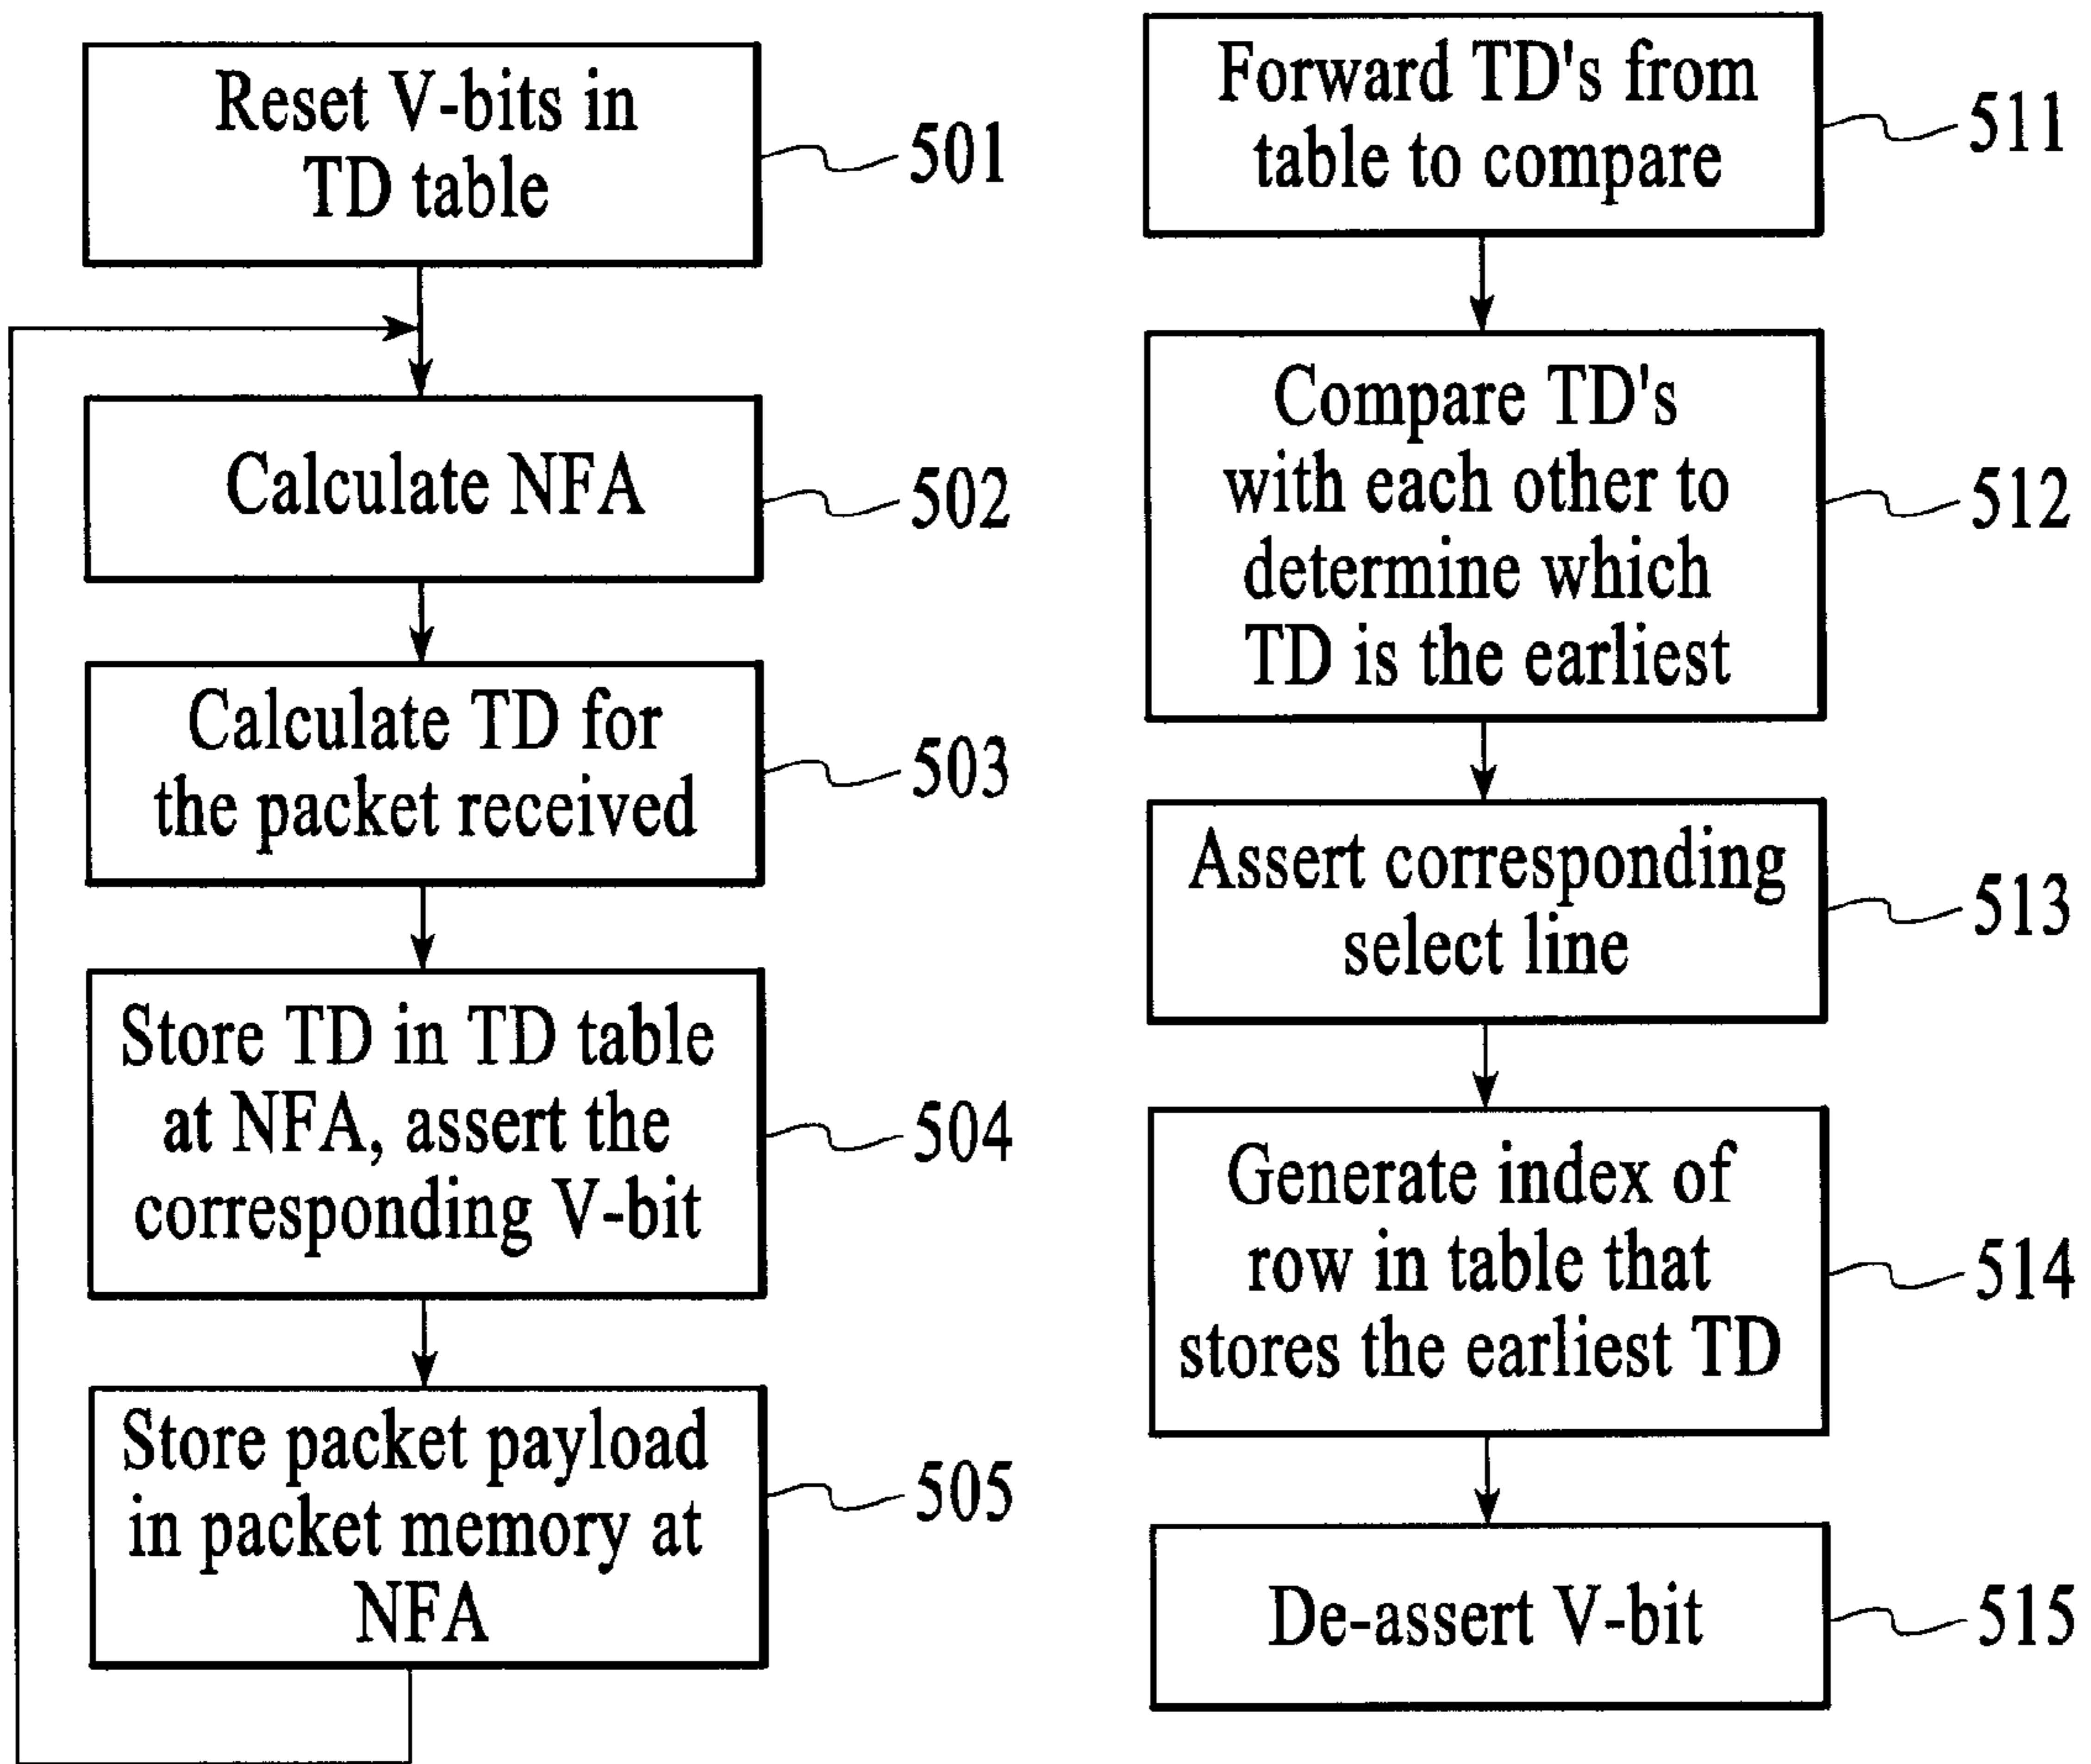 Reset V-bits in
TD table
501
Calculate NFA
502
Calculate TD for
the packet received
503
Store TD in TD table
at NFA, assert the
corresponding V-bit
504
Store packet payload
in packet memory at
NFA
505
Forward TD's from
table to compare
511
Compare TD's
with each other to
determine which
TD is the earliest
512
Assert corresponding
select line
513
Generate index of
row in table that
stores the earliest TD
514
De-assert V-bit
515